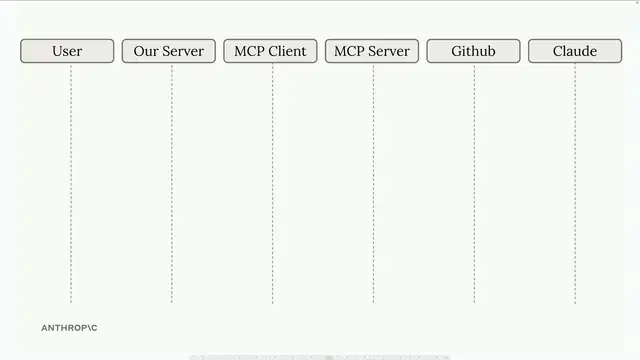 User
Our Server
MCP Client
MCP Server
Github
Claude
ANTHROP\C